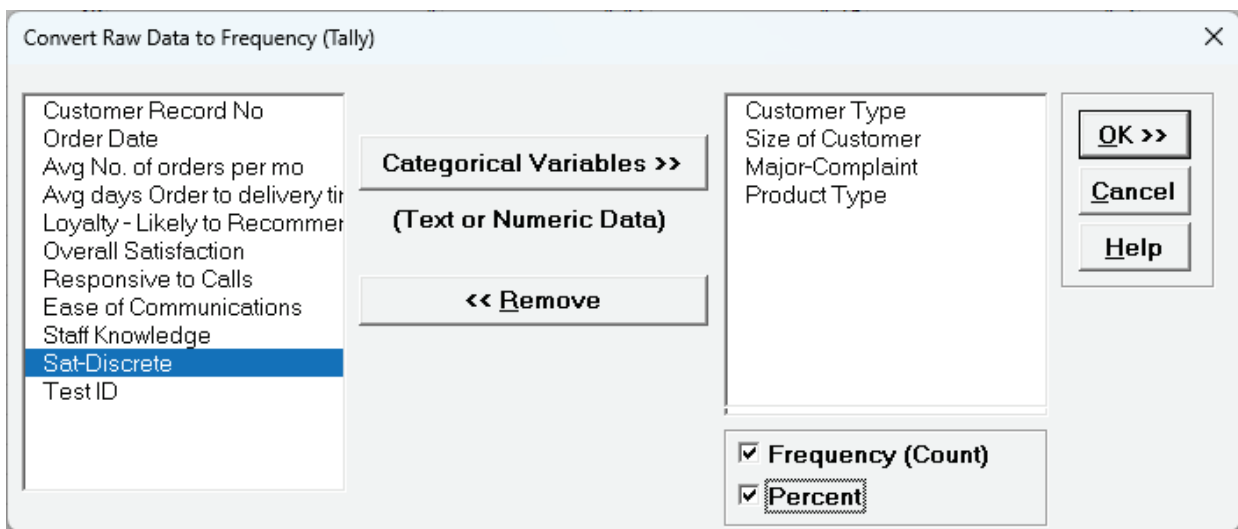 Convert Raw Data to Frequency (Tally)
Customer Record No
Order Date
Avg No. of orders per mo
Avg days Order to delivery tir
Loyalty - Likely to Recommer
Overall Satisfaction
Responsive to Calls
Ease of Communications
Staff Knowledge
Sat-Discrete
Test ID
Categorical Variables >>
(Text or Numeric Data)
<< Remove
Customer Type
Size of Customer
Major-Complaint
Product Type
Frequency (Count)
Percent
OK >>
Cancel
Help